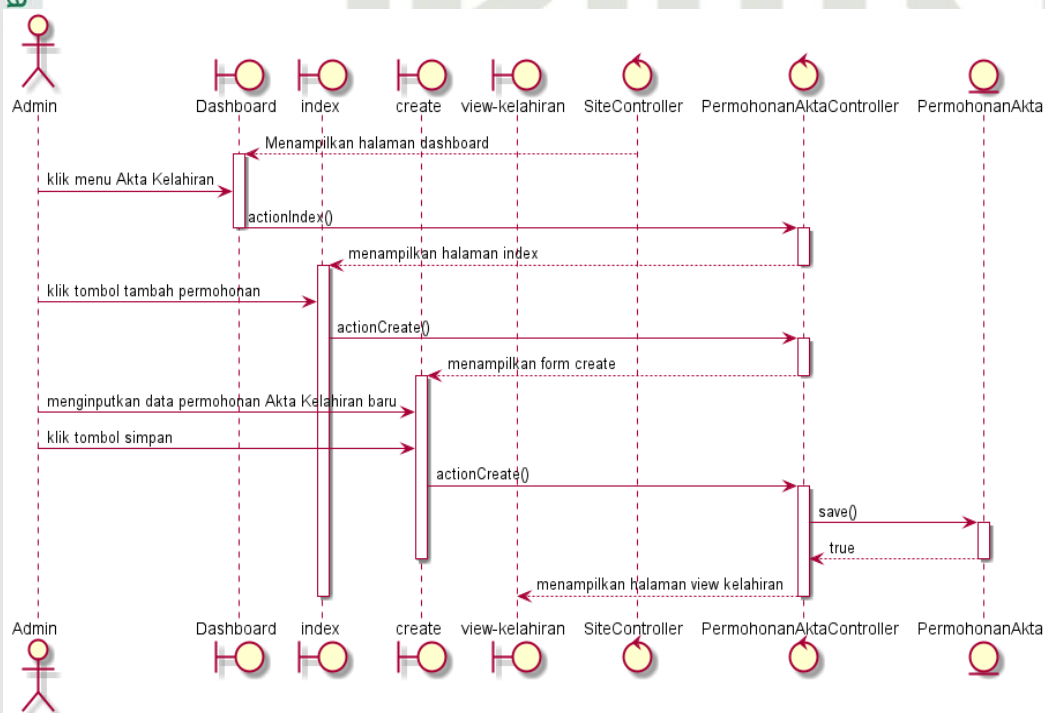 Admin
Dashboard
index
create
view-kelahiran
SiteController
PermohonanAktaController
PermohonanAkta
Menampilkan halaman dashboard
klik menu Akta Kelahiran
actionIndex()
menampilkan halaman index
klik tombol tambah permohonan
actionCreate()
menampilkan form create
menginputkan data permohonan Akta Kelahiran baru
klik tombol simpan
actionCreate()
save()
true
menampilkan halaman view kelahiran
Admin
Dashboard
index
create
view-kelahiran
SiteController
PermohonanAktaController
PermohonanAkta